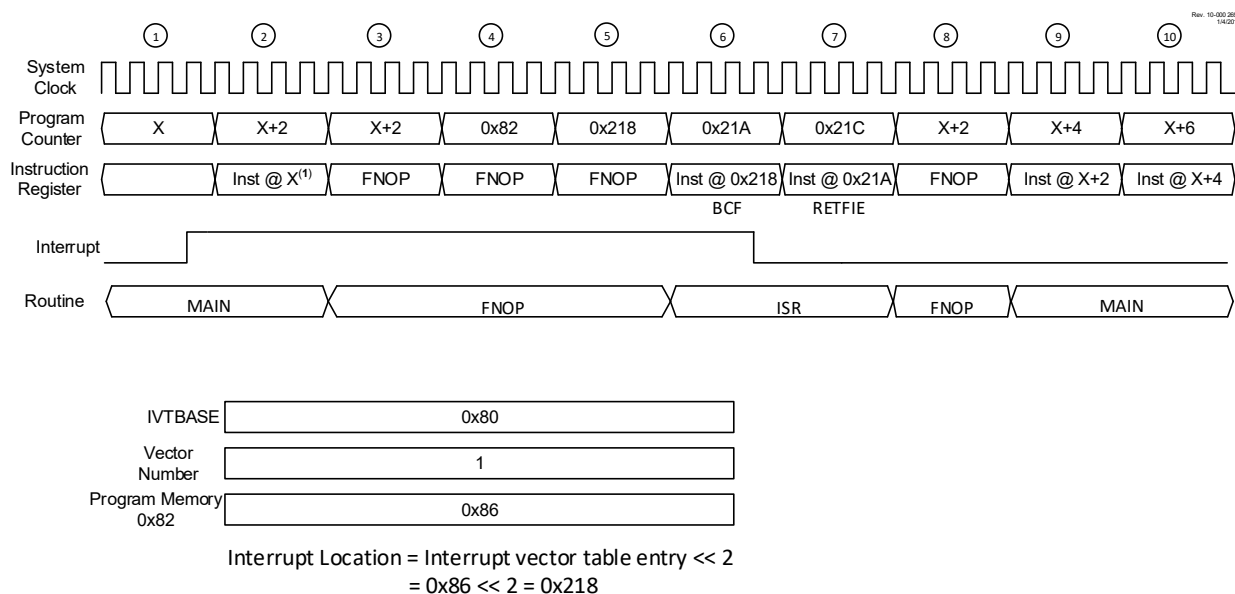 Rev. 10-000 269
1/4/201
1 2 3 4 5 6 7 8 9 10
System
Clock
Program
Counter
X X+2 X+2 0x82 0x218 0x21A 0x21C X+2 X+4 X+6
Instruction
Register
Inst @ X(1) FNOP FNOP FNOP Inst @ 0x218 Inst @ 0x21A FNOP Inst @ X+2 Inst @ X+4
BCF RETFIE
Interrupt
Routine MAIN FNOP ISR FNOP MAIN
IVTBASE 0x80
Vector
Number
1
Program Memory
0x82
0x86
Interrupt Location = Interrupt vector table entry << 2
= 0x86 << 2 = 0x218